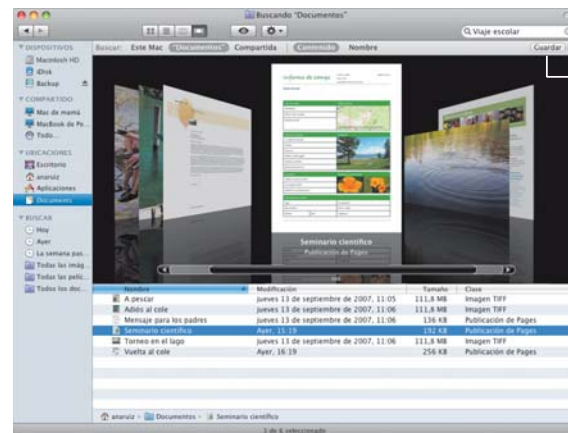 Buscando "Documentos"
Viaje escolar
Buscar: Este Mac "Documentos" Compartida Contenido Nombre Guardar
DISPOSITIVOS
Macintosh HD
iDisk
Backup
COMPARTIDO
Mac de mamá
MacBook de Pe...
Todo...
UBICACIONES
Escritorio
anaruiz
Aplicaciones
Documents
BUSCAR
Hoy
Ayer
La semana pas...
Todas las imág...
Todas las pelíc...
Todos los doc...
Seminario científico
Publicación de Pages
Nombre Modificación Tamaño Clase
A pescar jueves 13 de septiembre de 2007, 11:05 111,8 MB Imagen TIFF
Adiós al cole jueves 13 de septiembre de 2007, 11:06 111,8 MB Imagen TIFF
Mensaje para los padres jueves 13 de septiembre de 2007, 11:06 136 KB Publicación de Pages
Seminario científico Ayer, 15:19 192 KB Publicación de Pages
Torneo en el lago jueves 13 de septiembre de 2007, 11:06 111,8 MB Imagen TIFF
Vuelta al cole Ayer, 16:19 256 KB Publicación de Pages
anaruiz Documentos Seminario científico
1 de 6 seleccionado